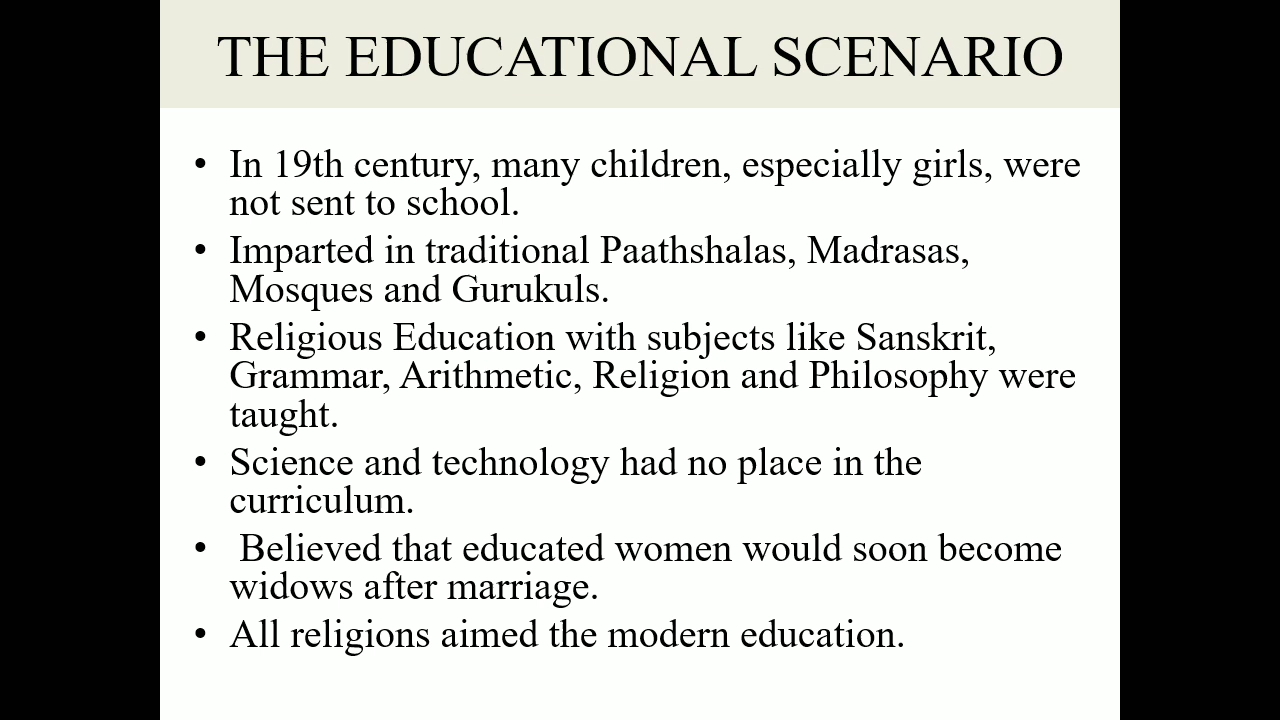 THE EDUCATIONAL SCENARIO
• In 19th century, many children, especially girls, were
not sent to school.
• Imparted in traditional Paathshalas, Madrasas,
Mosques and Gurukuls.
• Religious Education with subjects like Sanskrit,
Grammar, Arithmetic, Religion and Philosophy were
taught.
• Science and technology had no place in the
curriculum.
• Believed that educated women would soon become
widows after marriage.
• All religions aimed the modern education.